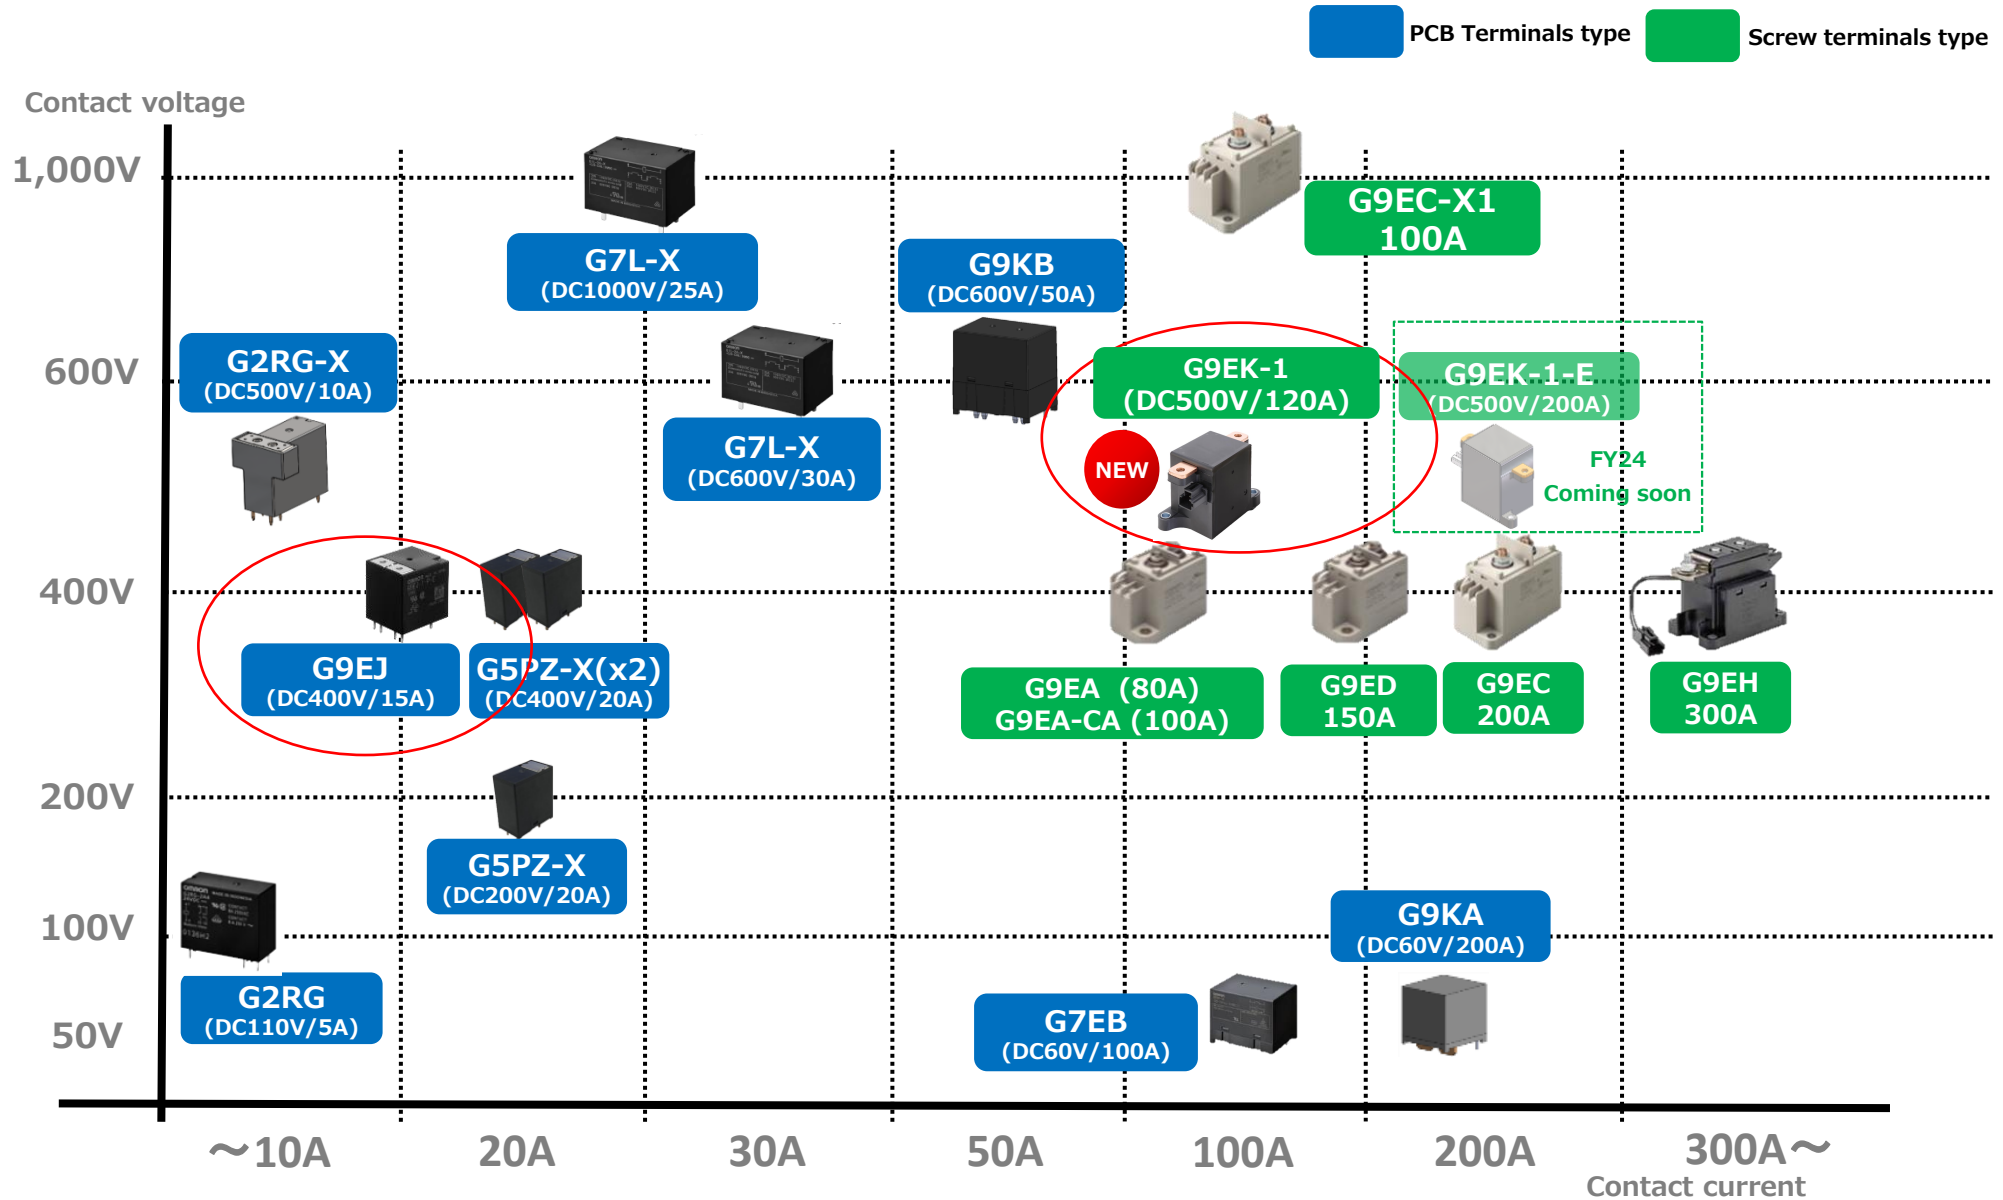 PCB Terminals type
Screw terminals type
Contact voltage
1,000V
G9EC-X1
100A
G7L-X
(DC1000V/25A)
G9KB
(DC600V/50A)
600V
G2RG-X
(DC500V/10A)
G9EK-1
(DC500V/120A)
G9EK-1-E
(DC500V/200A)
G7L-X
(DC600V/30A)
NEW
FY24
Coming soon
400V
G9EJ
(DC400V/15A)
G5PZ-X(x2)
(DC400V/20A)
G9EA (80A)
G9EA-CA (100A)
G9ED
150A
G9EC
200A
G9EH
300A
200V
G5PZ-X
(DC200V/20A)
100V
OMRON
G9KA
(DC60V/200A)
G2RG
(DC110V/5A)
50V
G7EB
(DC60V/100A)
～10A
20A
30A
50A
100A
200A
300A～
Contact current